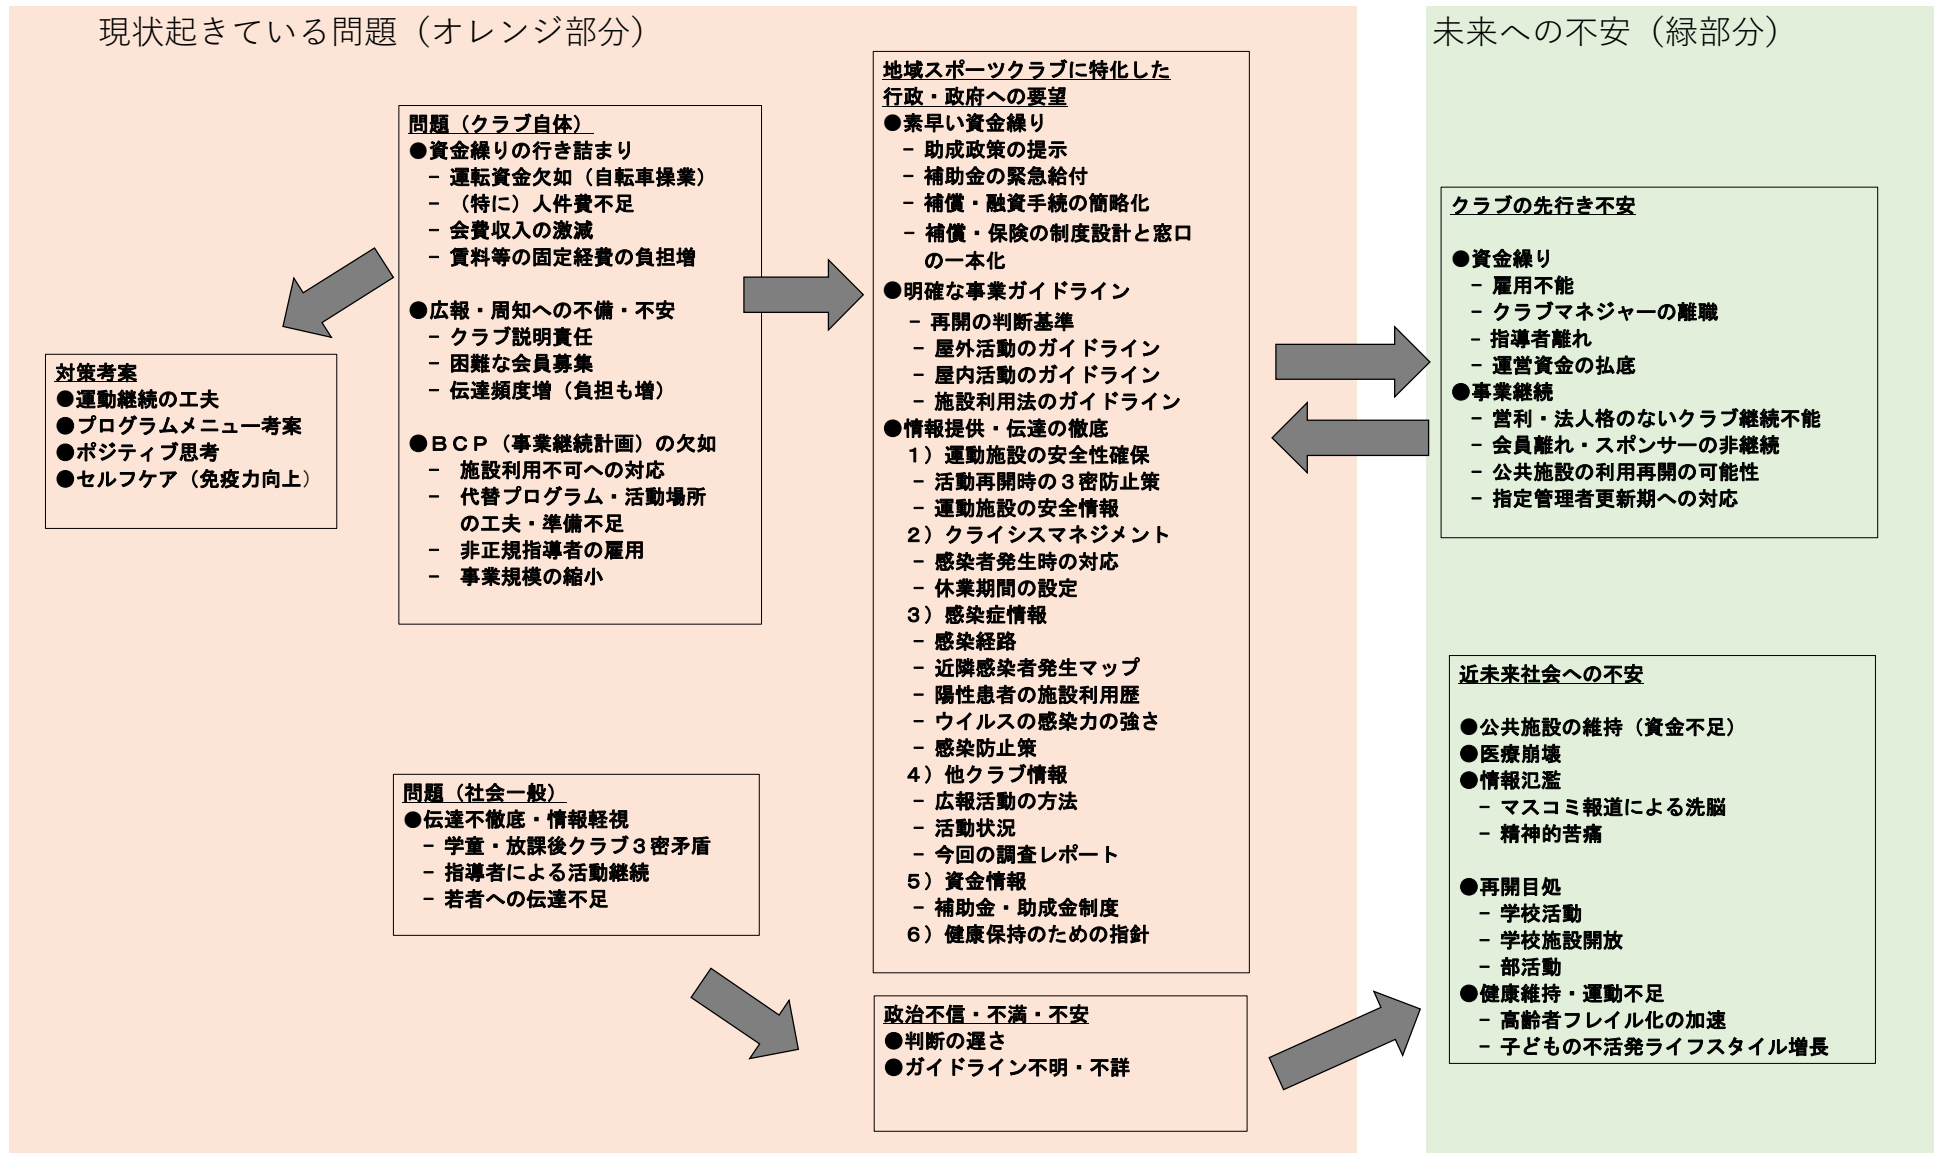 現状起きている問題（オレンジ部分）
問題（クラブ自体）
●資金繰りの行き詰まり
－ 運転資金欠如（自転車操業）
－ （特に）人件費不足
－ 会費収入の激減
－ 賃料等の固定経費の負担増
●広報・周知への不備・不安
－ クラブ説明責任
－ 困難な会員募集
－ 伝達頻度増（負担も増）
●ＢＣＰ（事業継続計画）の欠如
－ 施設利用不可への対応
－ 代替プログラム・活動場所
の工夫・準備不足
－ 非正規指導者の雇用
－ 事業規模の縮小
対策考案
●運動継続の工夫
●プログラムメニュー考案
●ポジティブ思考
●セルフケア（免疫力向上）
問題（社会一般）
●伝達不徹底・情報軽視
－ 学童・放課後クラブ３密矛盾
－ 指導者による活動継続
－ 若者への伝達不足
地域スポーツクラブに特化した
行政・政府への要望
●素早い資金繰り
－ 助成政策の提示
－ 補助金の緊急給付
－ 補償・融資手続の簡略化
－ 補償・保険の制度設計と窓口
の一本化
●明確な事業ガイドライン
－ 再開の判断基準
－ 屋外活動のガイドライン
－ 屋内活動のガイドライン
－ 施設利用法のガイドライン
●情報提供・伝達の徹底
１）運動施設の安全性確保
－ 活動再開時の３密防止策
－ 運動施設の安全情報
２）クライシスマネジメント
－ 感染者発生時の対応
－ 休業期間の設定
３）感染症情報
－ 感染経路
－ 近隣感染者発生マップ
－ 陽性患者の施設利用歴
－ ウイルスの感染力の強さ
－ 感染防止策
４）他クラブ情報
－ 広報活動の方法
－ 活動状況
－ 今回の調査レポート
５）資金情報
－ 補助金・助成金制度
６）健康保持のための指針
政治不信・不満・不安
●判断の遅さ
●ガイドライン不明・不詳
未来への不安（緑部分）
クラブの先行き不安
●資金繰り
－ 雇用不能
－ クラブマネジャーの離職
－ 指導者離れ
－ 運営資金の払底
●事業継続
－ 営利・法人格のないクラブ継続不能
－ 会員離れ・スポンサーの非継続
－ 公共施設の利用再開の可能性
－ 指定管理者更新期への対応
近未来社会への不安
●公共施設の維持（資金不足）
●医療崩壊
●情報氾濫
－ マスコミ報道による洗脳
－ 精神的苦痛
●再開目処
－ 学校活動
－ 学校施設開放
－ 部活動
●健康維持・運動不足
－ 高齢者フレイル化の加速
－ 子どもの不活発ライフスタイル増長